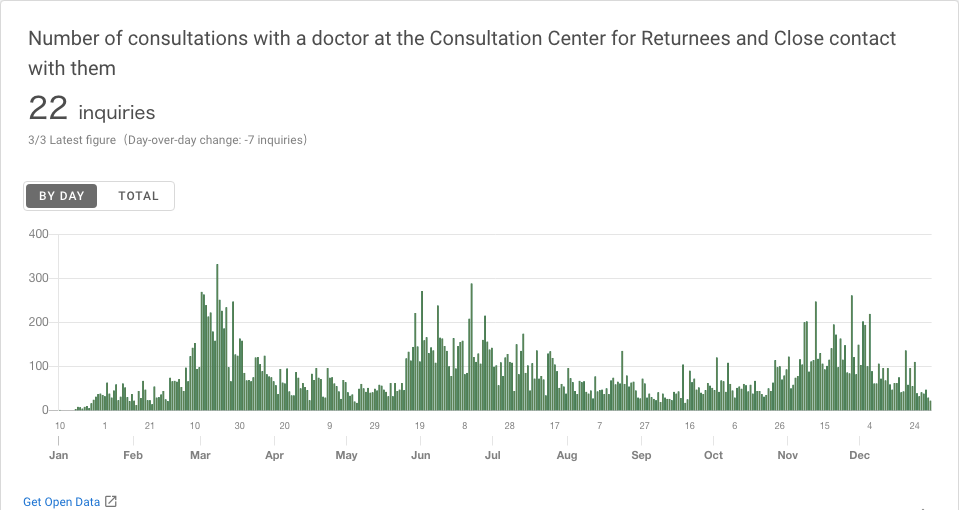 Number of consultations with a doctor at the Consultation Center for Returnees and Close contact
with them
22 inquiries
3/3 Latest figure (Day-over-day change: -7 inquiries)
BY DAY TOTAL
400
300
200
100
0
10 1 21 10 30 20 9 29 19 8 28 17 7 27 16 6 26 15 4 24
Jan Feb Mar Apr May Jun Jul Aug Sep Oct Nov Dec
Get Open Data